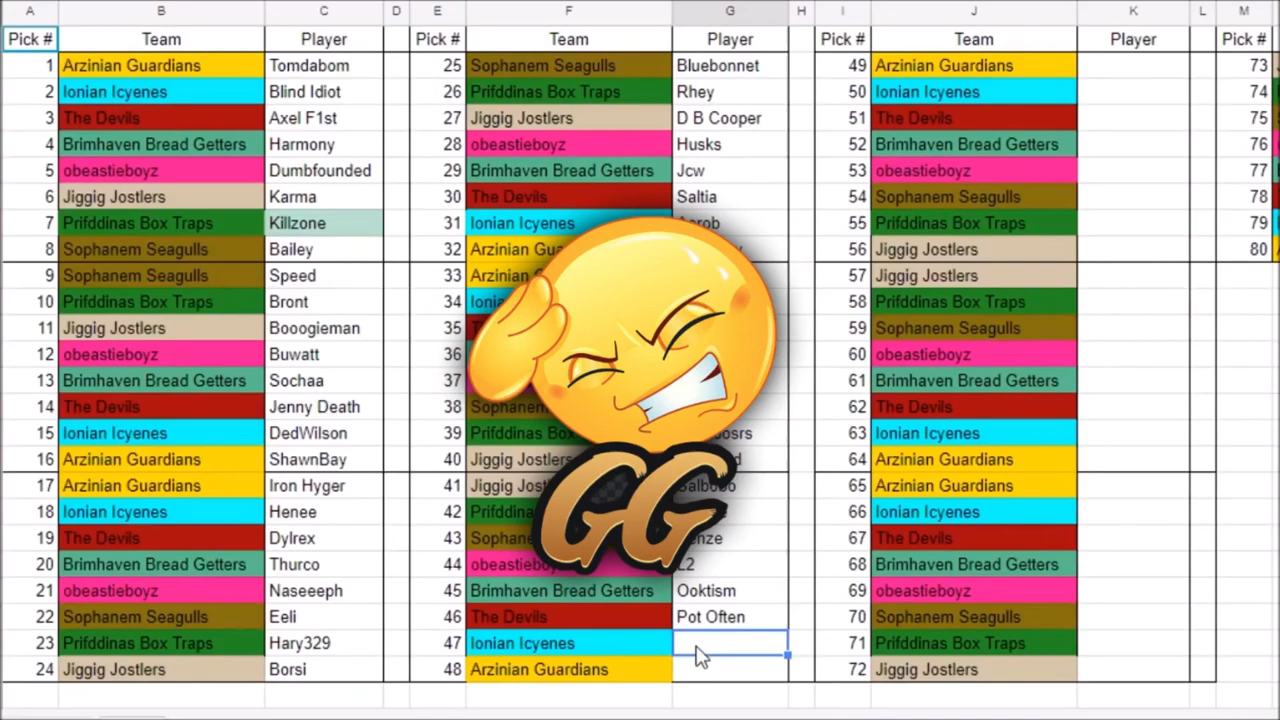 A B C D E F G H I J K L M
Pick # Team Player Pick # Team Player Pick # Team Player Pick #
1 Arzinian Guardians Tomdabom 25 Sophanem Seagulls Bluebonnet 49 Arzinian Guardians 73
2 Ionian Icyenes Blind Idiot 26 Prifddinas Box Traps Rhey 50 Ionian Icyenes 74
3 The Devils Axel F1st 27 Jiggig Jostlers D B Cooper 51 The Devils 75
4 Brimhaven Bread Getters Harmony 28 obeastieboyz Husks 52 Brimhaven Bread Getters 76
5 obeastieboyz Dumbfounded 29 Brimhaven Bread Getters Jcw 53 obeastieboyz 77
6 Jiggig Jostlers Karma 30 The Devils Saltia 54 Sophanem Seagulls 78
7 Prifddinas Box Traps Killzone 31 Ionian Icyenes 55 Prifddinas Box Traps 79
8 Sophanem Seagulls Bailey 32 Arzinian 56 Jiggig Jostlers 80
9 Sophanem Seagulls Speed 33 57 Jiggig Jostlers
10 Prifddinas Box Traps Bront 34 58 Prifddinas Box Traps
11 Jiggig Jostlers Booogieman 35 59 Sophanem Seagulls
12 obeastieboyz Buwatt 36 60 obeastieboyz
13 Brimhaven Bread Getters Sochaa 37 61 Brimhaven Bread Getters
14 The Devils Jenny Death 38 62 The Devils
15 Ionian Icyenes DedWilson 39 Prifddinas 63 Ionian Icyenes
16 Arzinian Guardians ShawnBay 40 Jiggig Jostlers 64 Arzinian Guardians
17 Arzinian Guardians Iron Hyger 41 Jiggig 65 Arzinian Guardians
18 Ionian Icyenes Henee 42 66 Ionian Icyenes
19 The Devils Dylrex 43 67 The Devils
20 Brimhaven Bread Getters Thurco 44 obeastieboyz 68 Brimhaven Bread Getters
21 obeastieboyz Naseeeph 45 Brimhaven Bread Getters Ooktism 69 obeastieboyz
22 Sophanem Seagulls Eeli 46 The Devils Pot Often 70 Sophanem Seagulls
23 Prifddinas Box Traps Hary329 47 Ionian Icyenes 71 Prifddinas Box Traps
24 Jiggig Jostlers Borsi 48 Arzinian Guardians 72 Jiggig Jostlers
GG